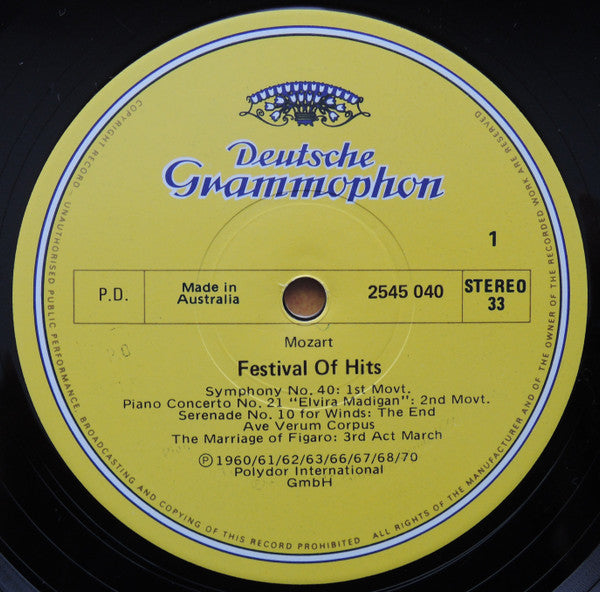 Deutsche
Grammophon
1
P.D.
Made in
Australia
2545 040
STEREO
33
Mozart
Festival Of Hits
Symphony No. 40: 1st Movt.
Piano Concerto No. 21 "Elvira Madigan": 2nd Movt.
Serenade No. 10 for Winds: The End
Ave Verum Corpus
The Marriage of Figaro: 3rd Act March
Ⓟ 1960/61/62/63/66/67/68/70
Polydor International
GmbH
COPYRIGHT RECORD - UNAUTHORISED PUBLIC PERFORMANCE, BROADCASTING AND COPYING OF THIS RECORD PROHIBITED
ALL RIGHTS OF THE MANUFACTURER AND OF THE OWNER OF THE RECORDED WORK ARE RESERVED